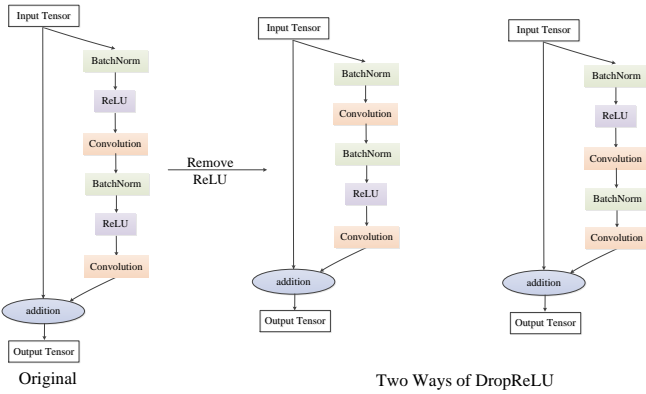 Input Tensor
BatchNorm
ReLU
Convolution
BatchNorm
ReLU
Convolution
addition
Output Tensor
Original
Remove
ReLU
Input Tensor
BatchNorm
Convolution
BatchNorm
ReLU
Convolution
addition
Output Tensor
Input Tensor
BatchNorm
ReLU
Convolution
BatchNorm
Convolution
addition
Output Tensor
Two Ways of DropReLU